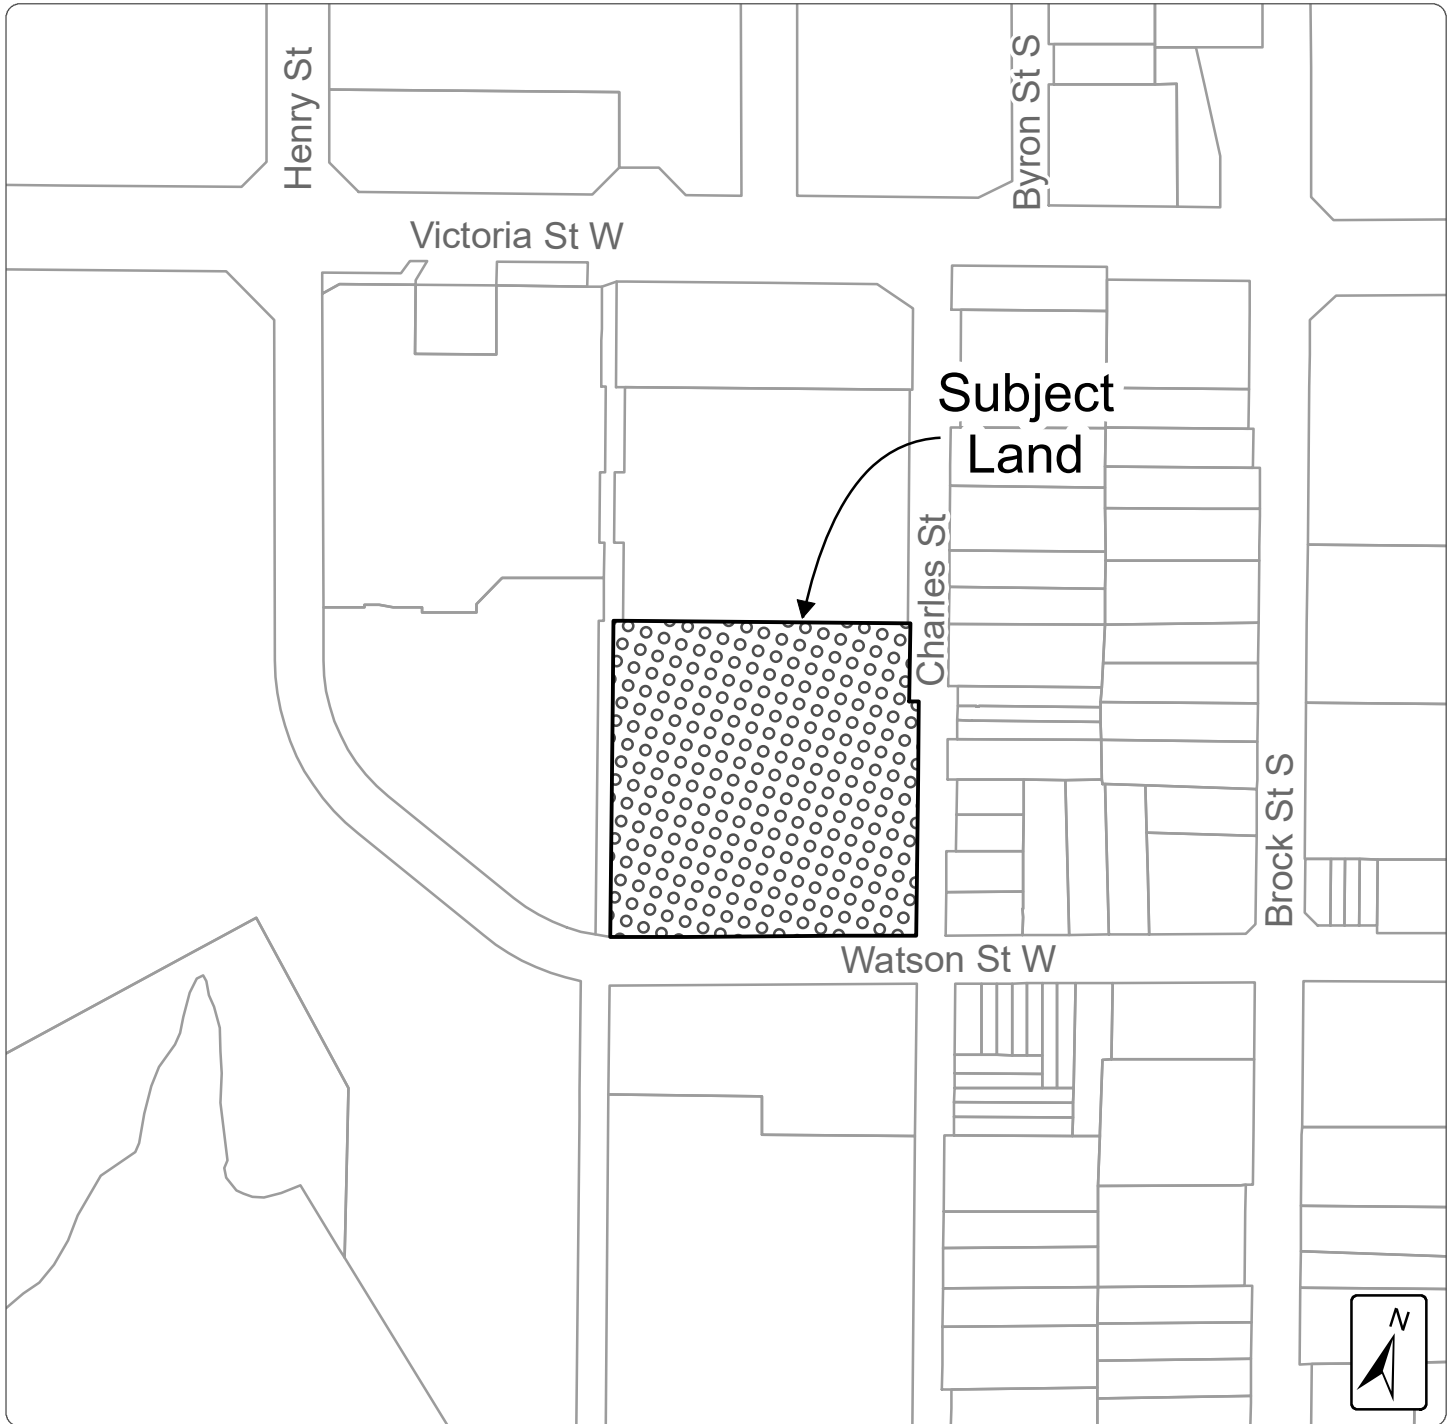 Henry St
Byron St S
Victoria St W
Subject
Land
Charles St
Brock St S
Watson St W
N